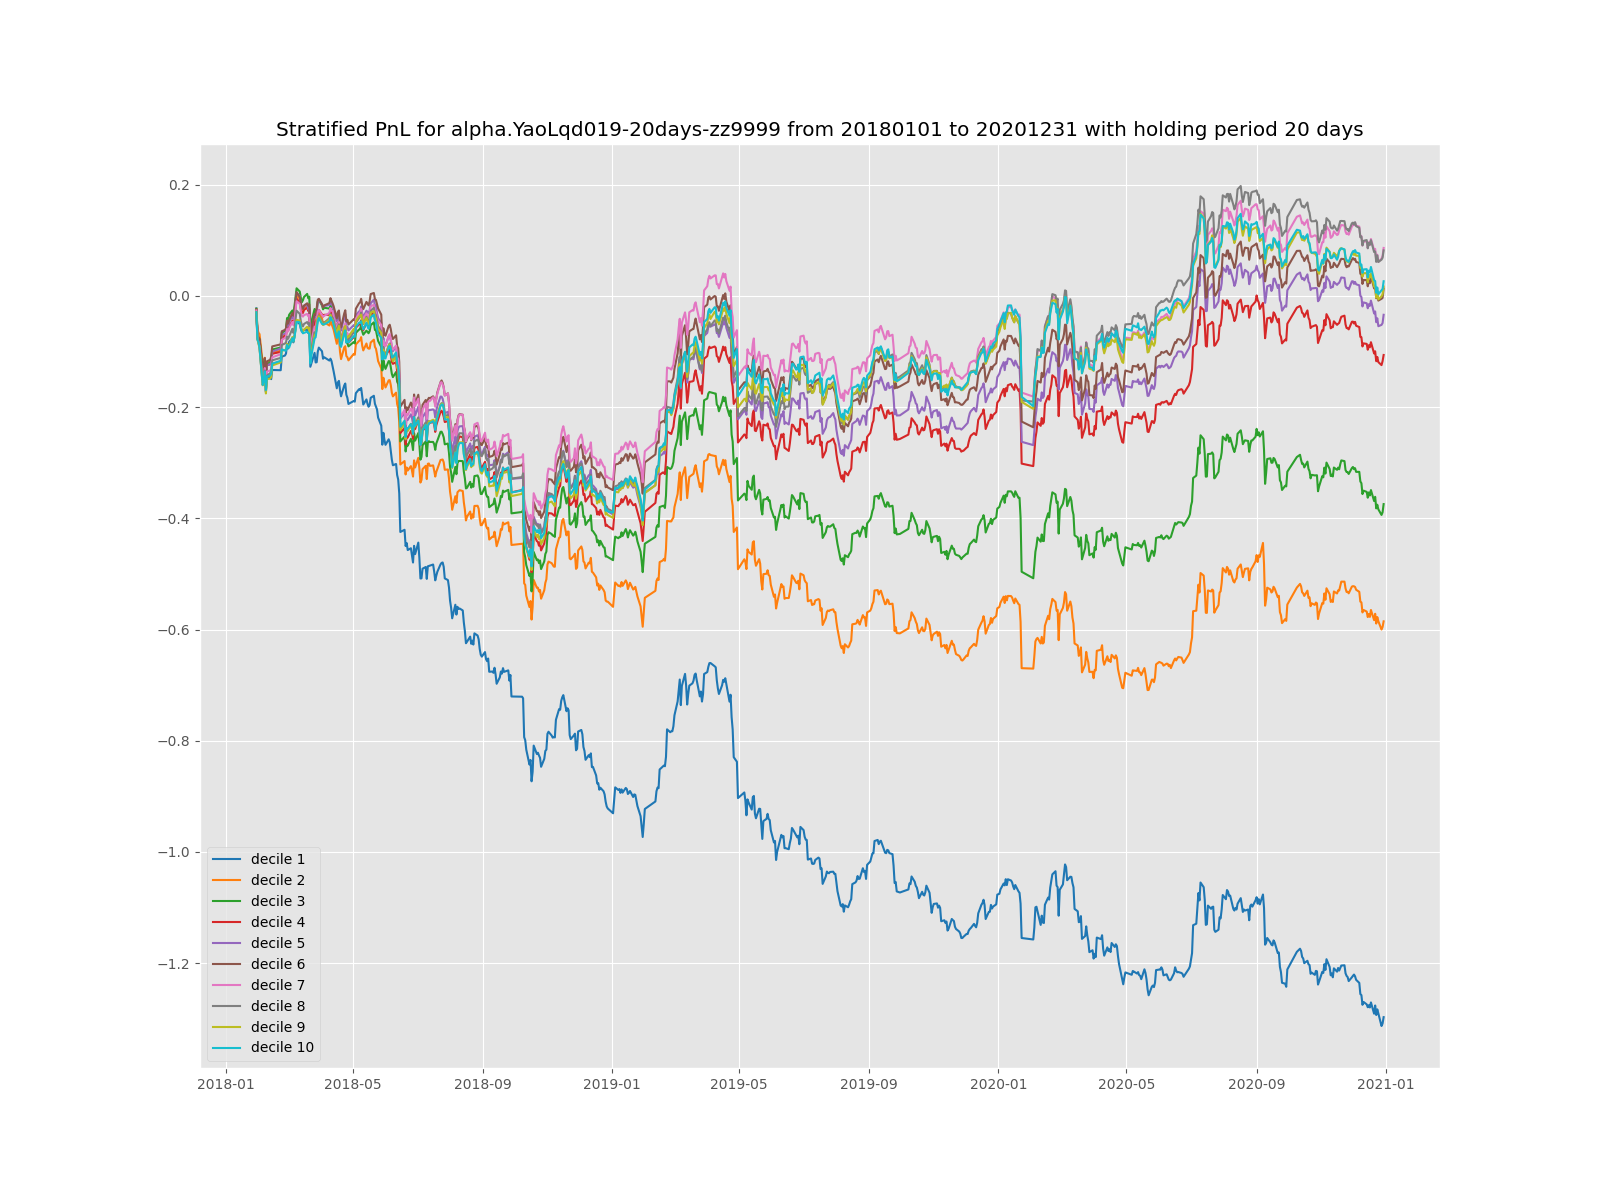 Stratified PnL for alpha.YaoLqd019-20days-zz9999 from 20180101 to 20201231 with holding period 20 days
0.2
0.0
−0.2
−0.4
−0.6
−0.8
−1.0
−1.2
decile 1
decile 2
decile 3
decile 4
decile 5
decile 6
decile 7
decile 8
decile 9
decile 10
2018-01 2018-05 2018-09 2019-01 2019-05 2019-09 2020-01 2020-05 2020-09 2021-01